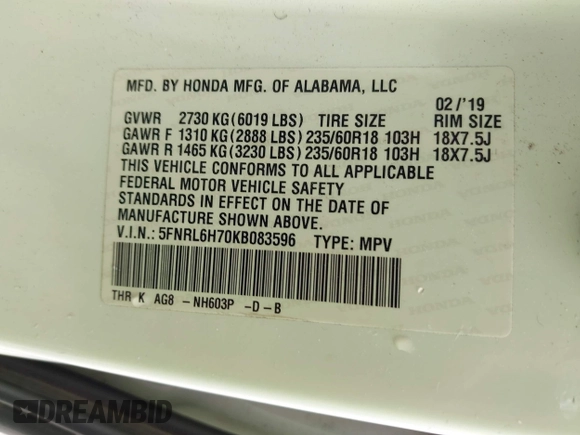 MFD. BY HONDA MFG. OF ALABAMA, LLC
02/'19
GVWR 2730 KG(6019 LBS) TIRE SIZE RIM SIZE
GAWR F 1310 KG(2888 LBS) 235/60R18 103H 18X7.5J
GAWR R 1465 KG(3230 LBS) 235/60R18 103H 18X7.5J
THIS VEHICLE CONFORMS TO ALL APPLICABLE
FEDERAL MOTOR VEHICLE SAFETY
STANDARDS IN EFFECT ON THE DATE OF
MANUFACTURE SHOWN ABOVE.
V.I.N.: 5FNRL6H70KB083596 TYPE: MPV
THR K AG8 - NH603P -D-B
DREAMBID